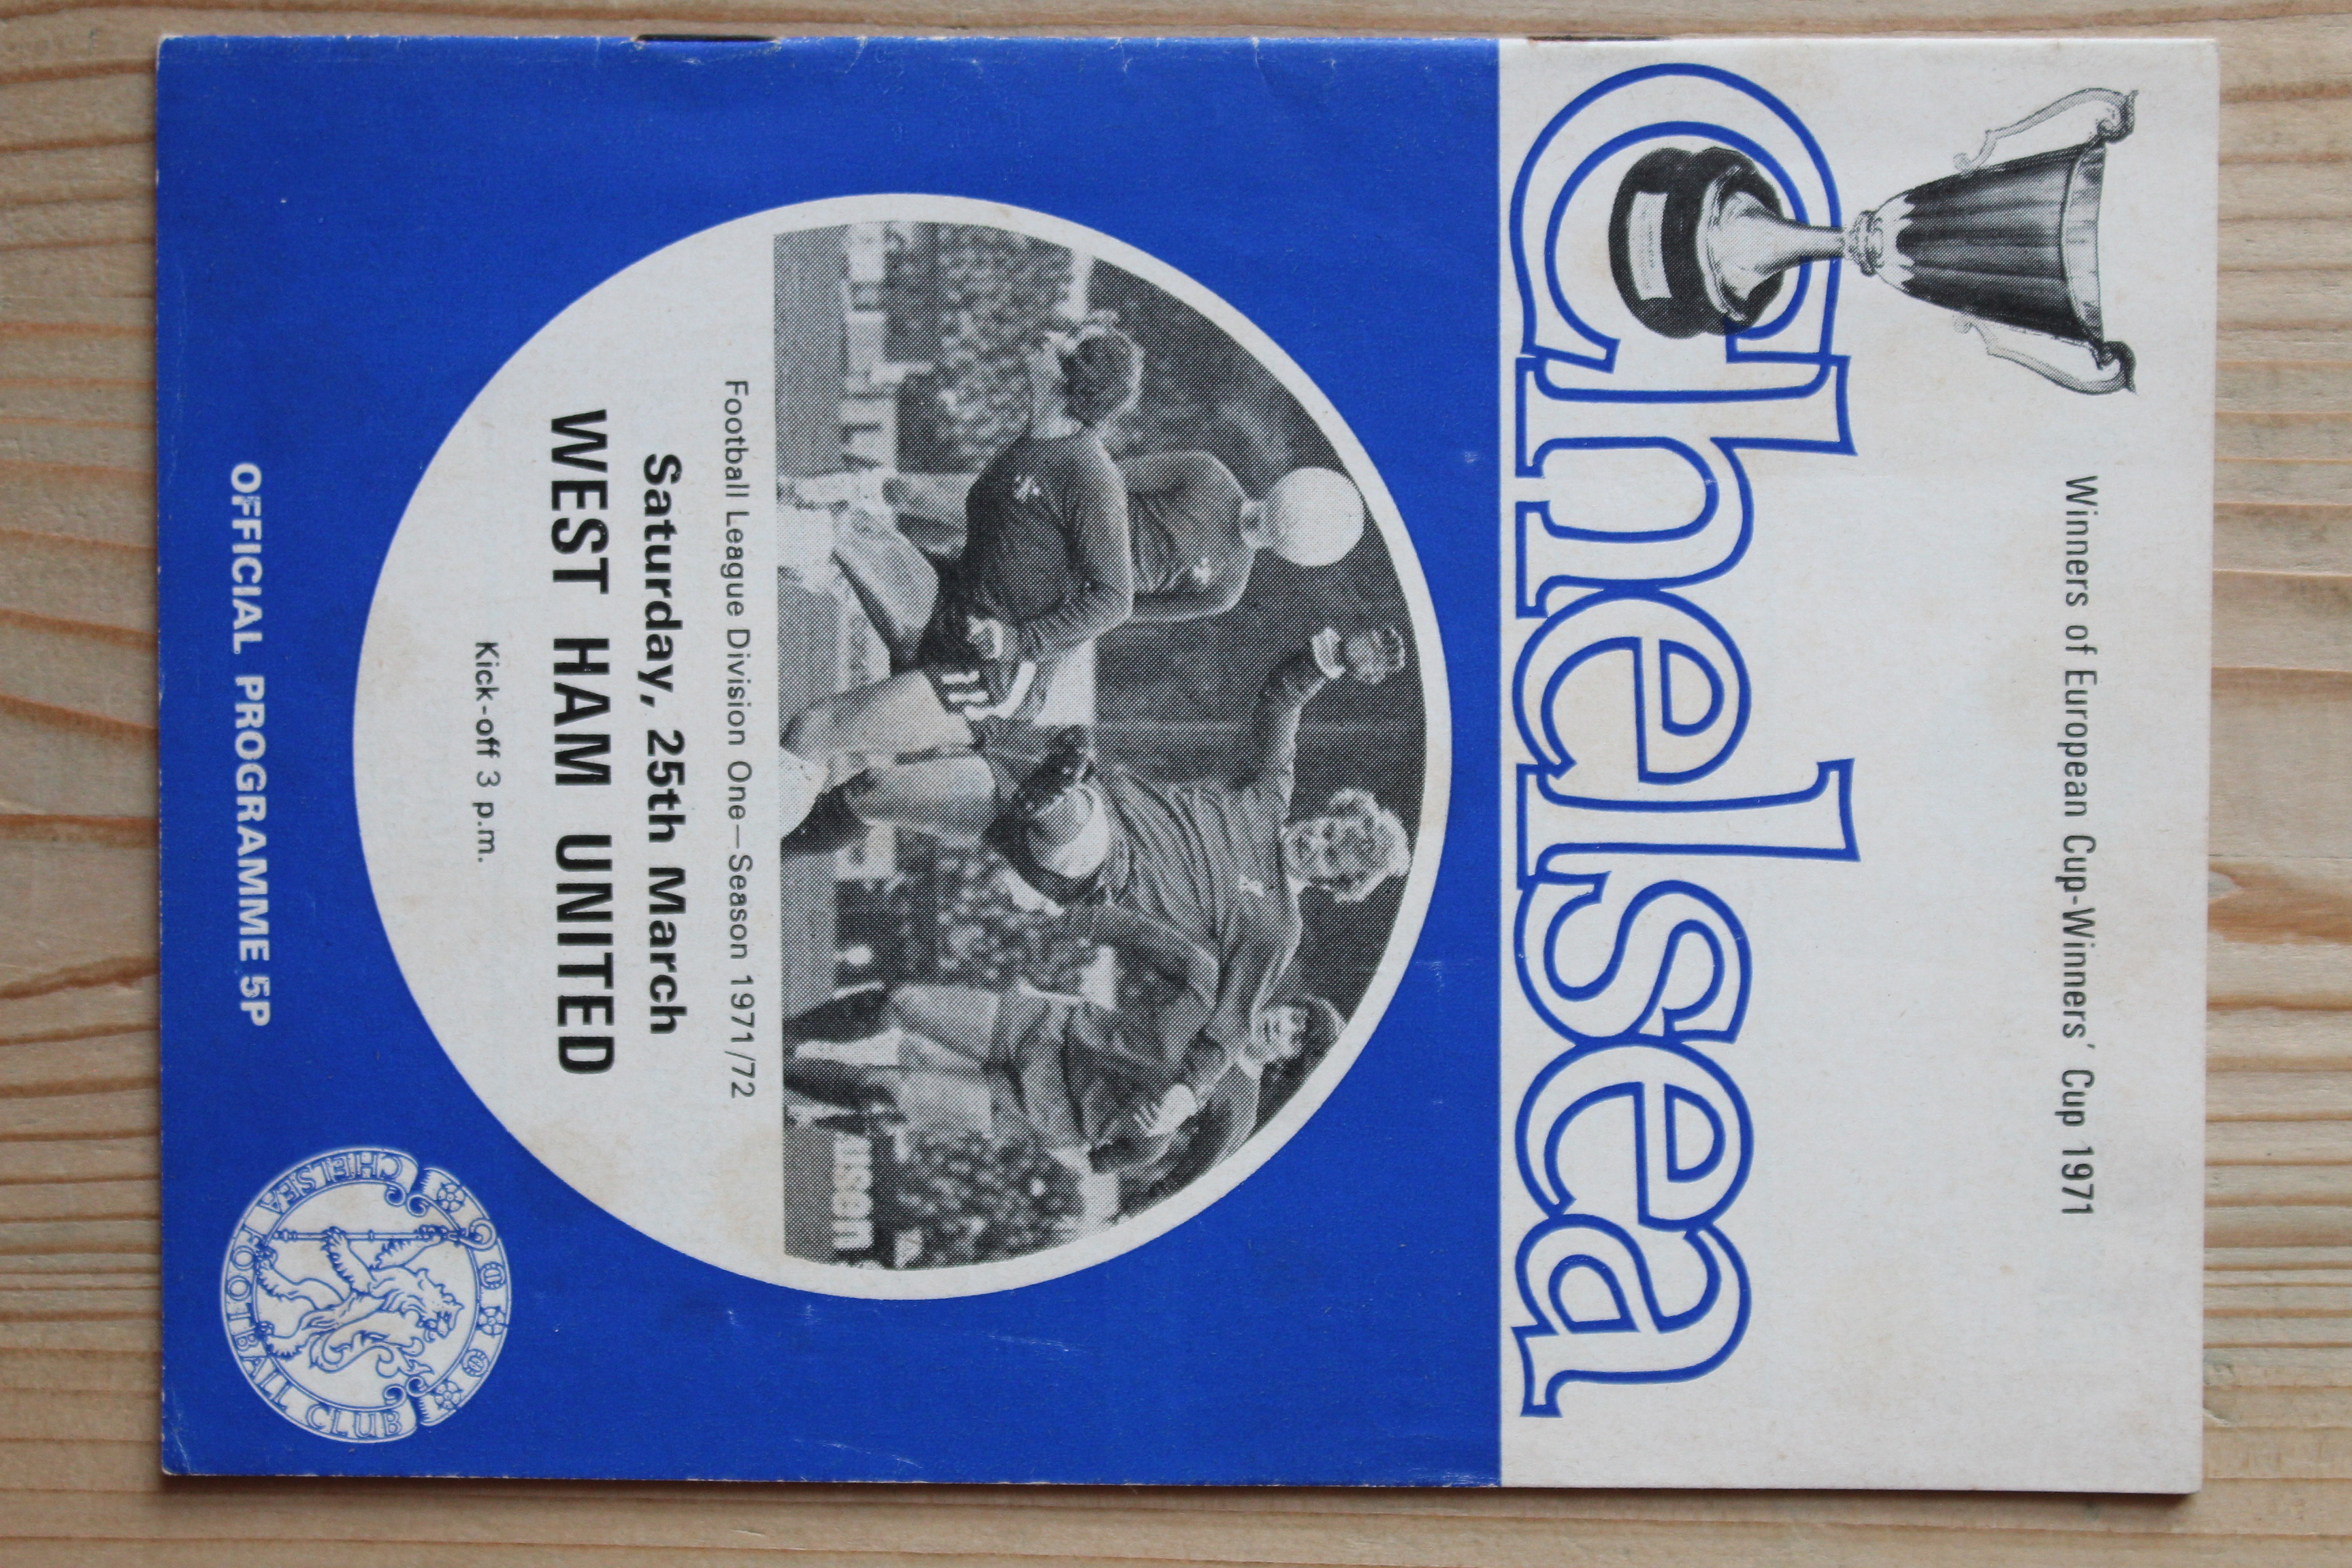 Winners of European Cup-Winners' Cup 1971
Chelsea
Football League Division One—Season 1971/72
Saturday, 25th March
WEST HAM UNITED
Kick-off 3 p.m.
OFFICIAL PROGRAMME 5P
CHELSEA FOOTBALL CLUB